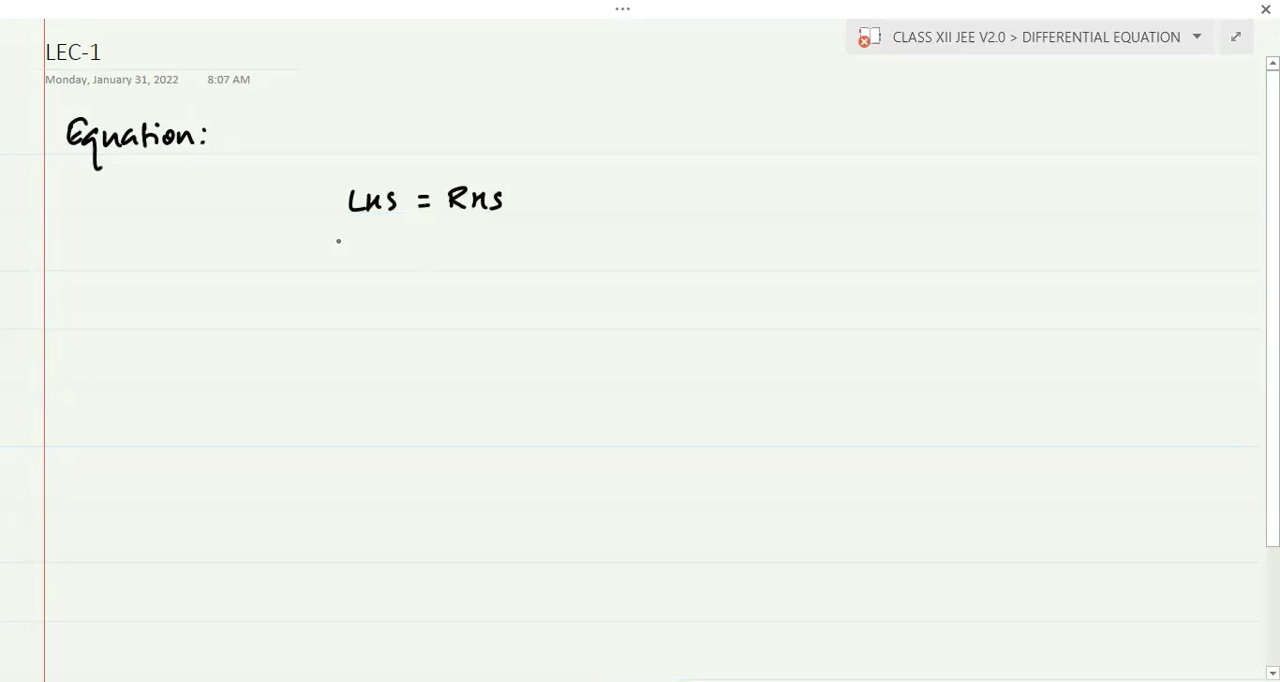 CLASS XII JEE V2.0 > DIFFERENTIAL EQUATION
LEC-1
Monday, January 31, 2022 8:07 AM
Equation:
LHS = RHS